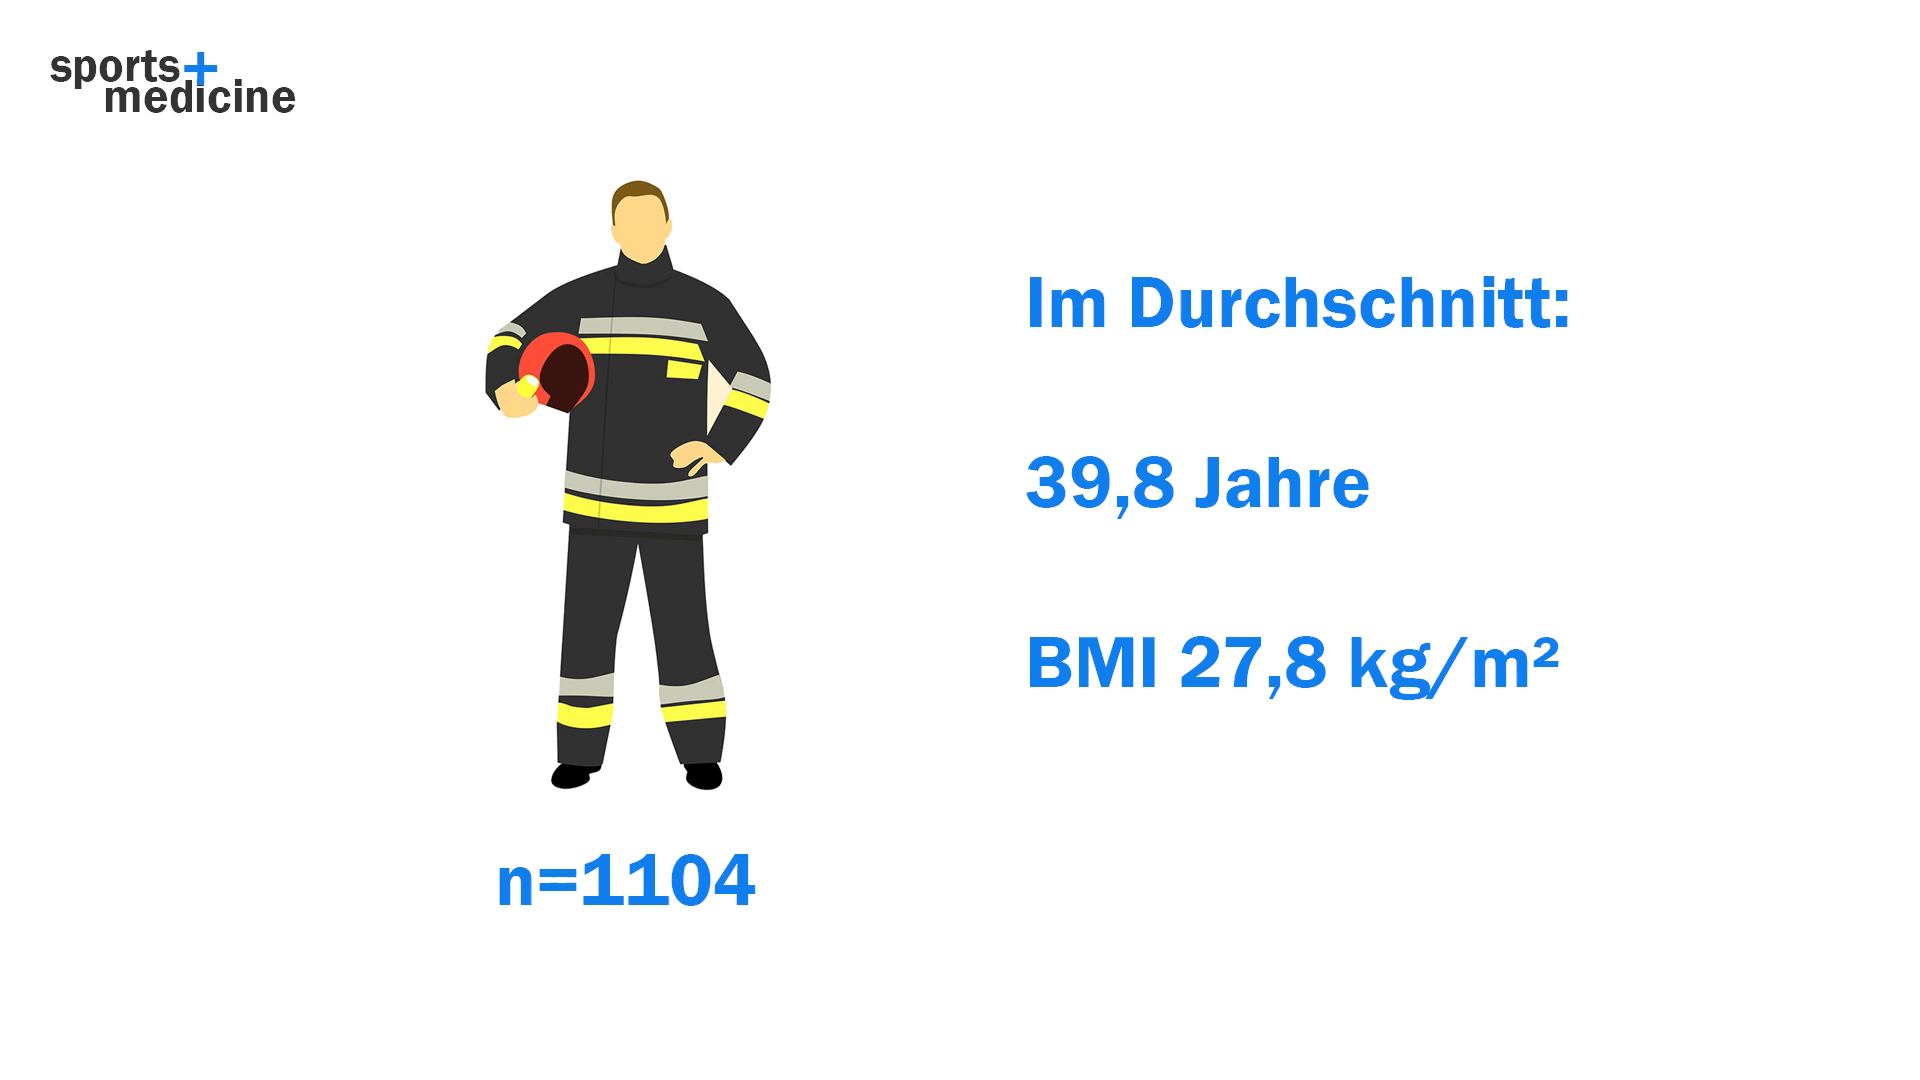 sports+
medicine
Im Durchschnitt:
39,8 Jahre
BMI 27,8 kg/m²
n=1104